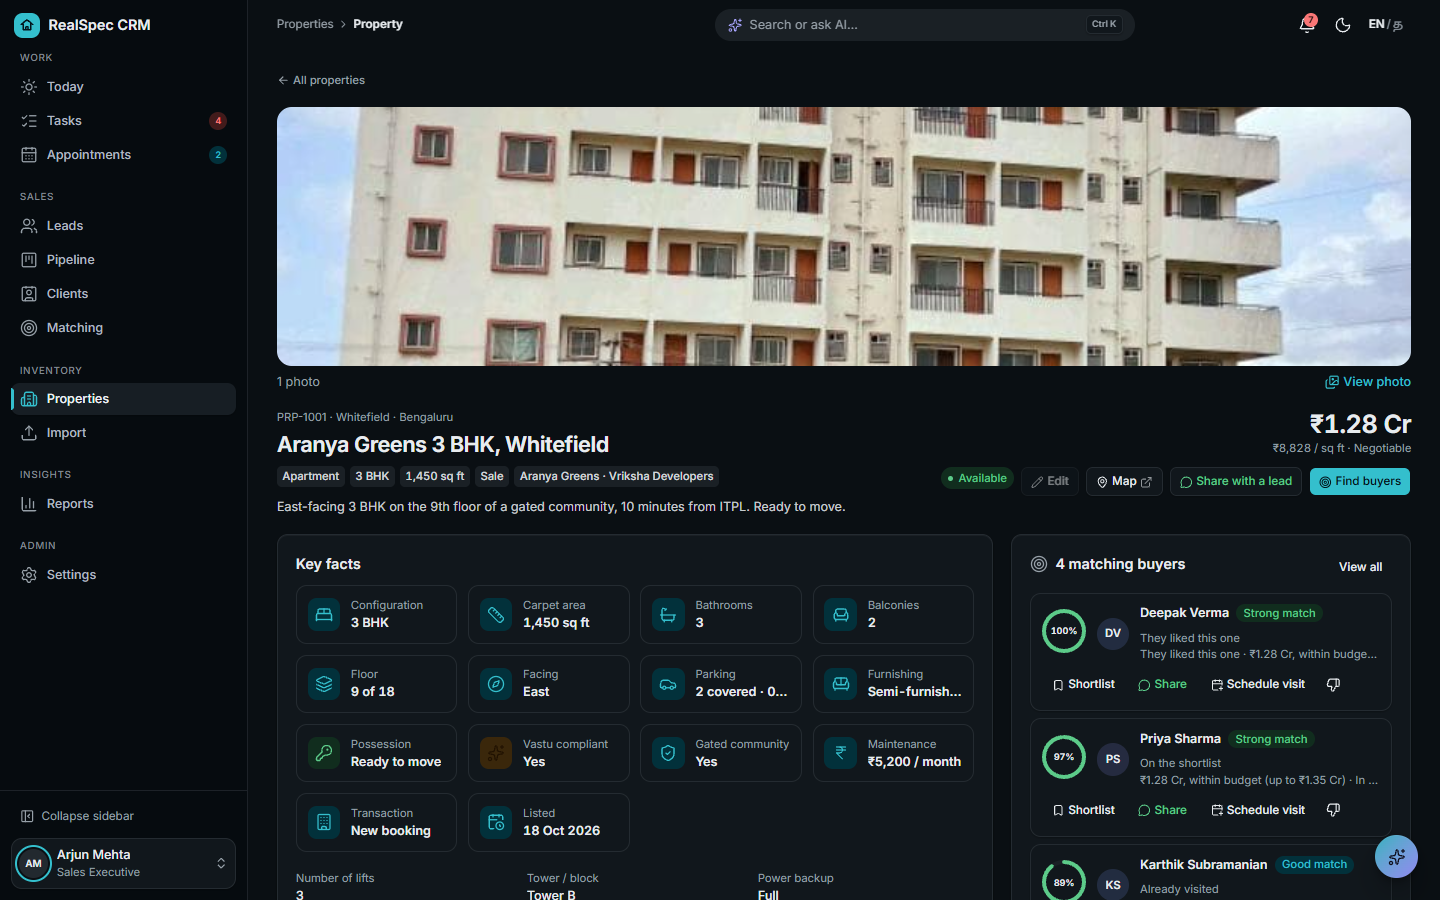 RealSpec CRM
Properties > Property
Search or ask AI...
Ctrl K
7
EN / த
WORK
Today
Tasks
4
Appointments
2
SALES
Leads
Pipeline
Clients
Matching
INVENTORY
Properties
Import
INSIGHTS
Reports
ADMIN
Settings
Collapse sidebar
AM
Arjun Mehta
Sales Executive
← All properties
1 photo
View photo
PRP-1001 · Whitefield · Bengaluru
Aranya Greens 3 BHK, Whitefield
₹1.28 Cr
₹8,828 / sq ft · Negotiable
Apartment
3 BHK
1,450 sq ft
Sale
Aranya Greens · Vriksha Developers
Available
Edit
Map
Share with a lead
Find buyers
East-facing 3 BHK on the 9th floor of a gated community, 10 minutes from ITPL. Ready to move.
Key facts
Configuration
3 BHK
Carpet area
1,450 sq ft
Bathrooms
3
Balconies
2
Floor
9 of 18
Facing
East
Parking
2 covered · 0...
Furnishing
Semi-furnish...
Possession
Ready to move
Vastu compliant
Yes
Gated community
Yes
Maintenance
₹5,200 / month
Transaction
New booking
Listed
18 Oct 2026
Number of lifts
3
Tower / block
Tower B
Power backup
Full
4 matching buyers
View all
100%
DV
Deepak Verma
Strong match
They liked this one
They liked this one · ₹1.28 Cr, within budge...
Shortlist
Share
Schedule visit
97%
PS
Priya Sharma
Strong match
On the shortlist
₹1.28 Cr, within budget (up to ₹1.35 Cr) · In ...
Shortlist
Share
Schedule visit
89%
KS
Karthik Subramanian
Good match
Already visited